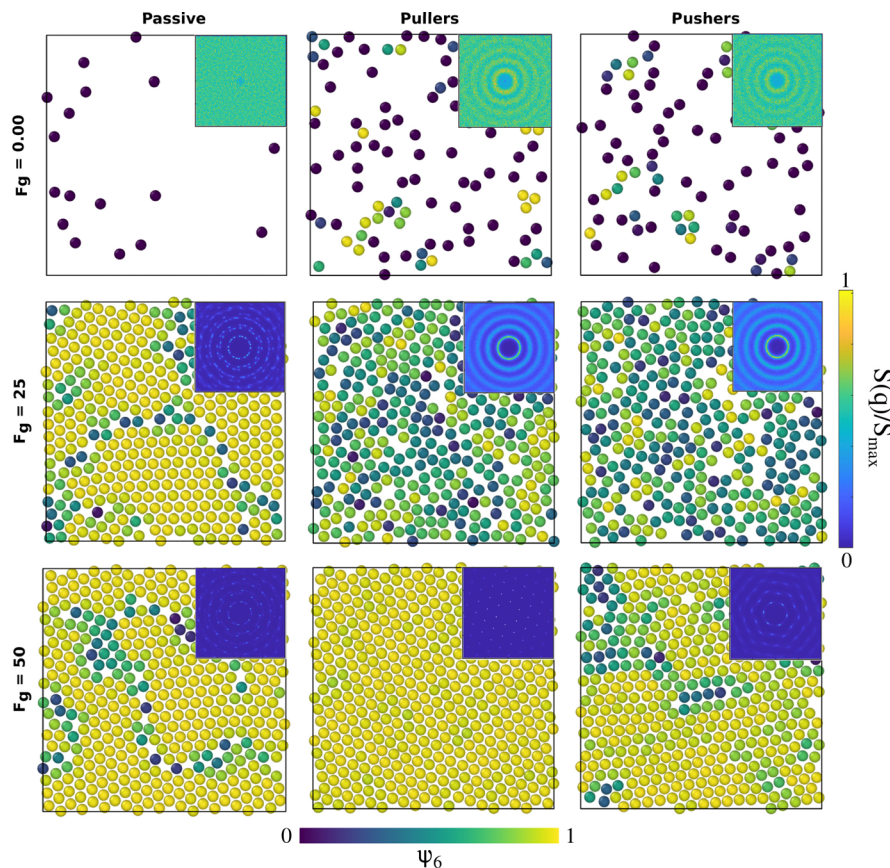 Passive Pullers Pushers
Fg = 0.00
Fg = 25
Fg = 50
1
S(q)/Smax
0
0 1
ψ6